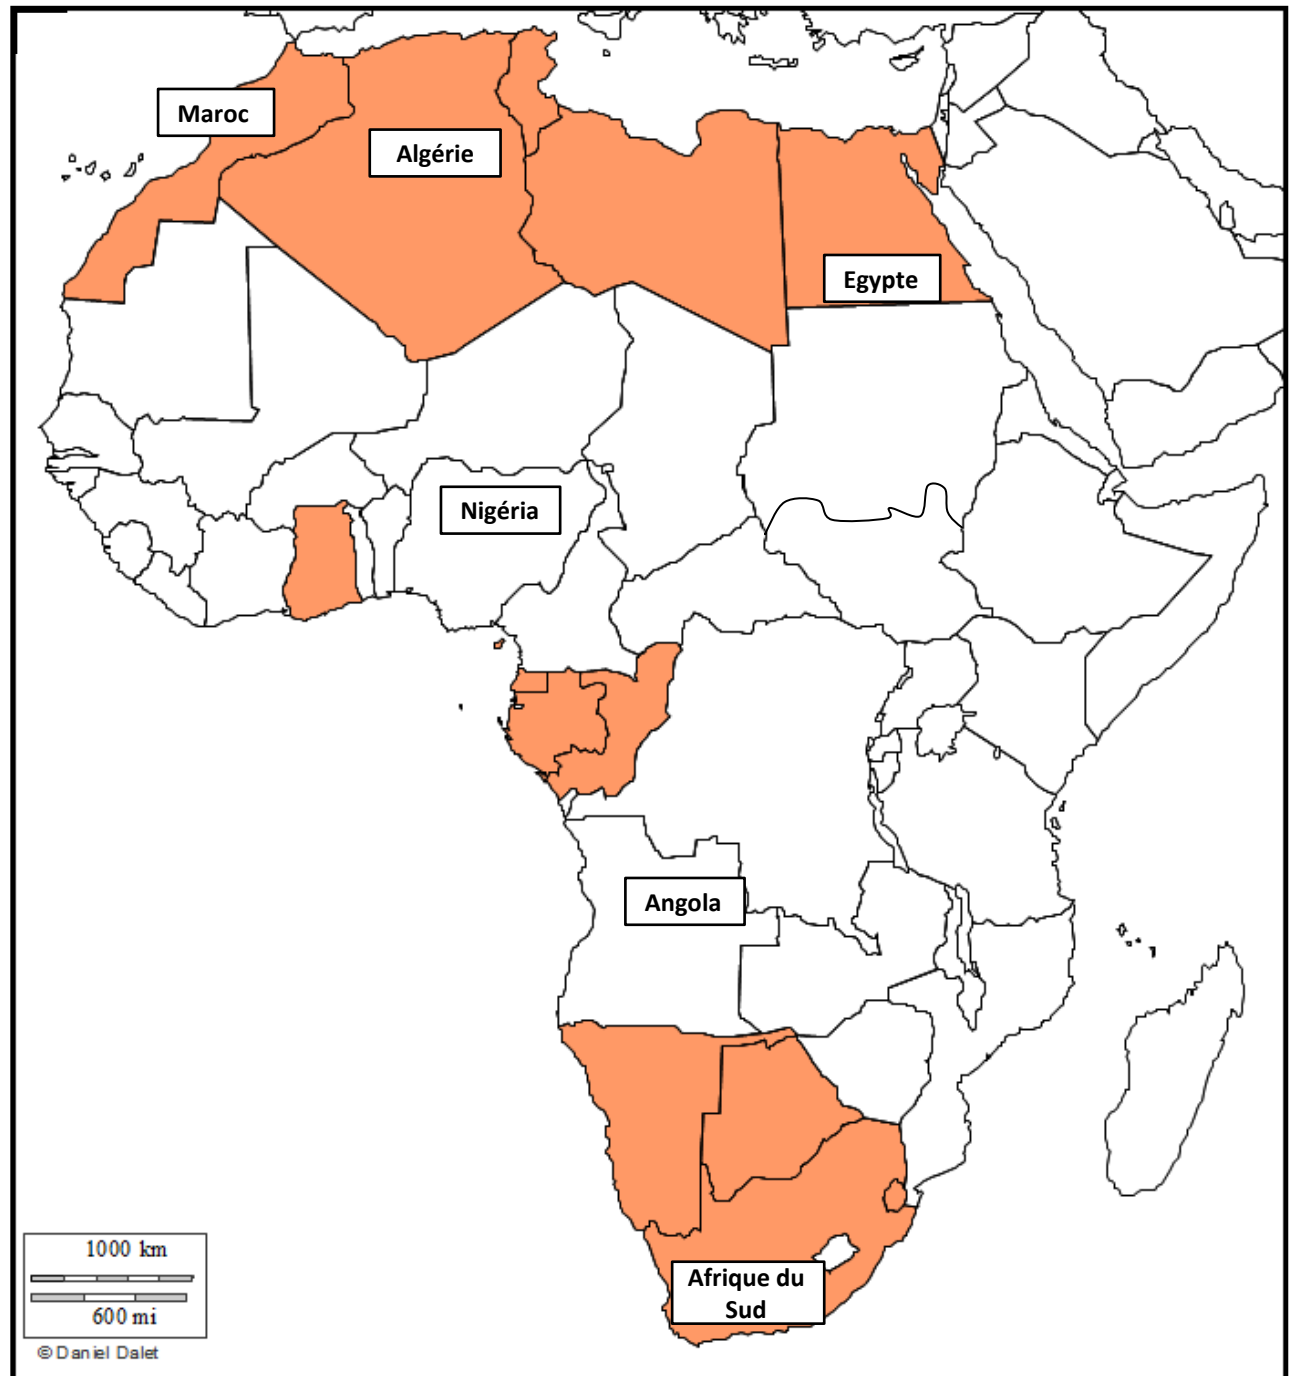 Maroc
Algérie
Egypte
Nigéria
Angola
Afrique du
Sud
1000 km
600 mi
©Daniel Dalet